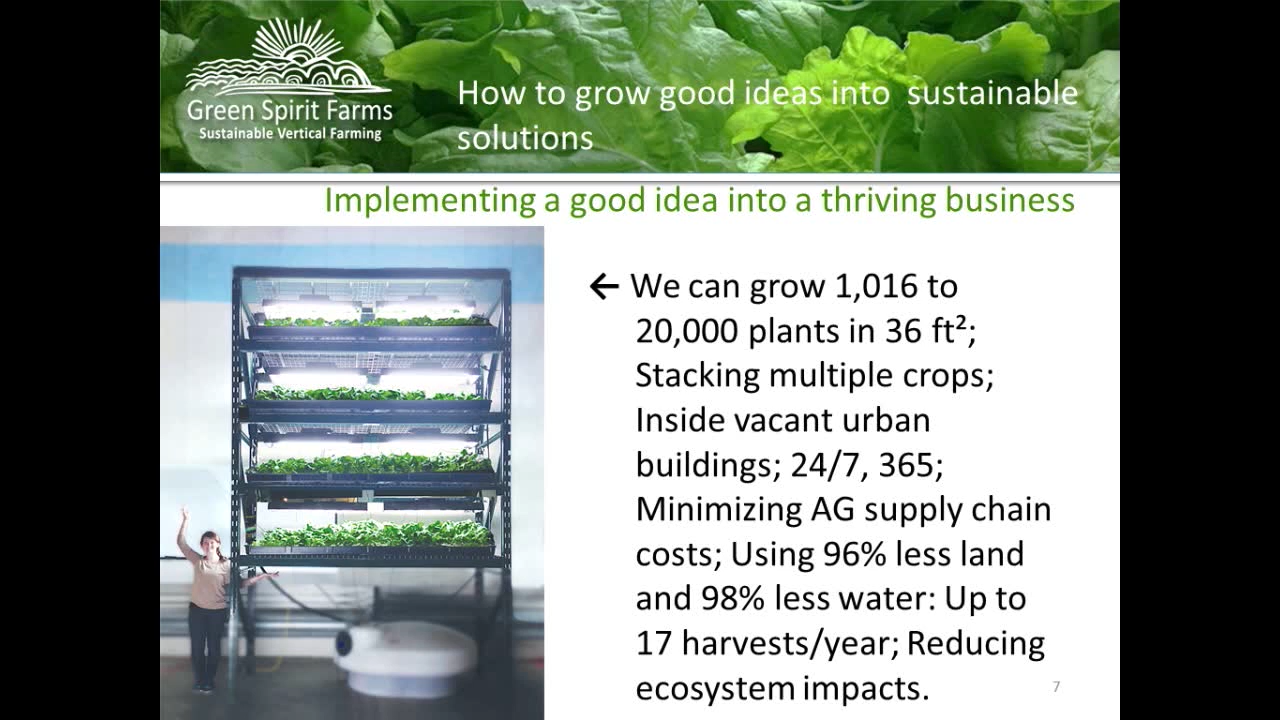 Green Spirit Farms
Sustainable Vertical Farming
How to grow good ideas into  sustainable
solutions
Implementing a good idea into a thriving business
← We can grow 1,016 to
20,000 plants in 36 ft²;
Stacking multiple crops;
Inside vacant urban
buildings; 24/7, 365;
Minimizing AG supply chain
costs; Using 96% less land
and 98% less water: Up to
17 harvests/year; Reducing
ecosystem impacts.
7